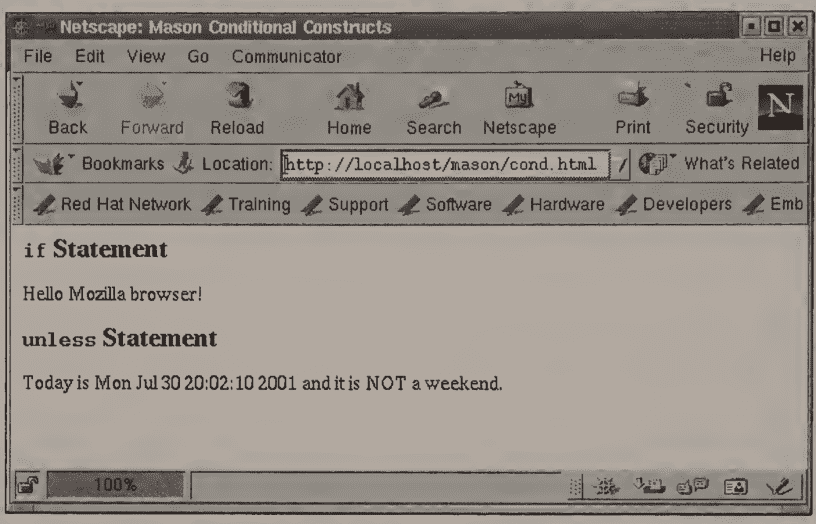 Netscape: Mason Conditional Constructs
File Edit View Go Communicator Help
My N
Back Forward Reload Home Search Netscape Print Security
Bookmarks Location: http://localhost/mason/cond.html What's Related
Red Hat Network Training Support Software Hardware Developers Emb
if Statement
Hello Mozilla browser!
unless Statement
Today is Mon Jul 30 20:02:10 2001 and it is NOT a weekend.
100%